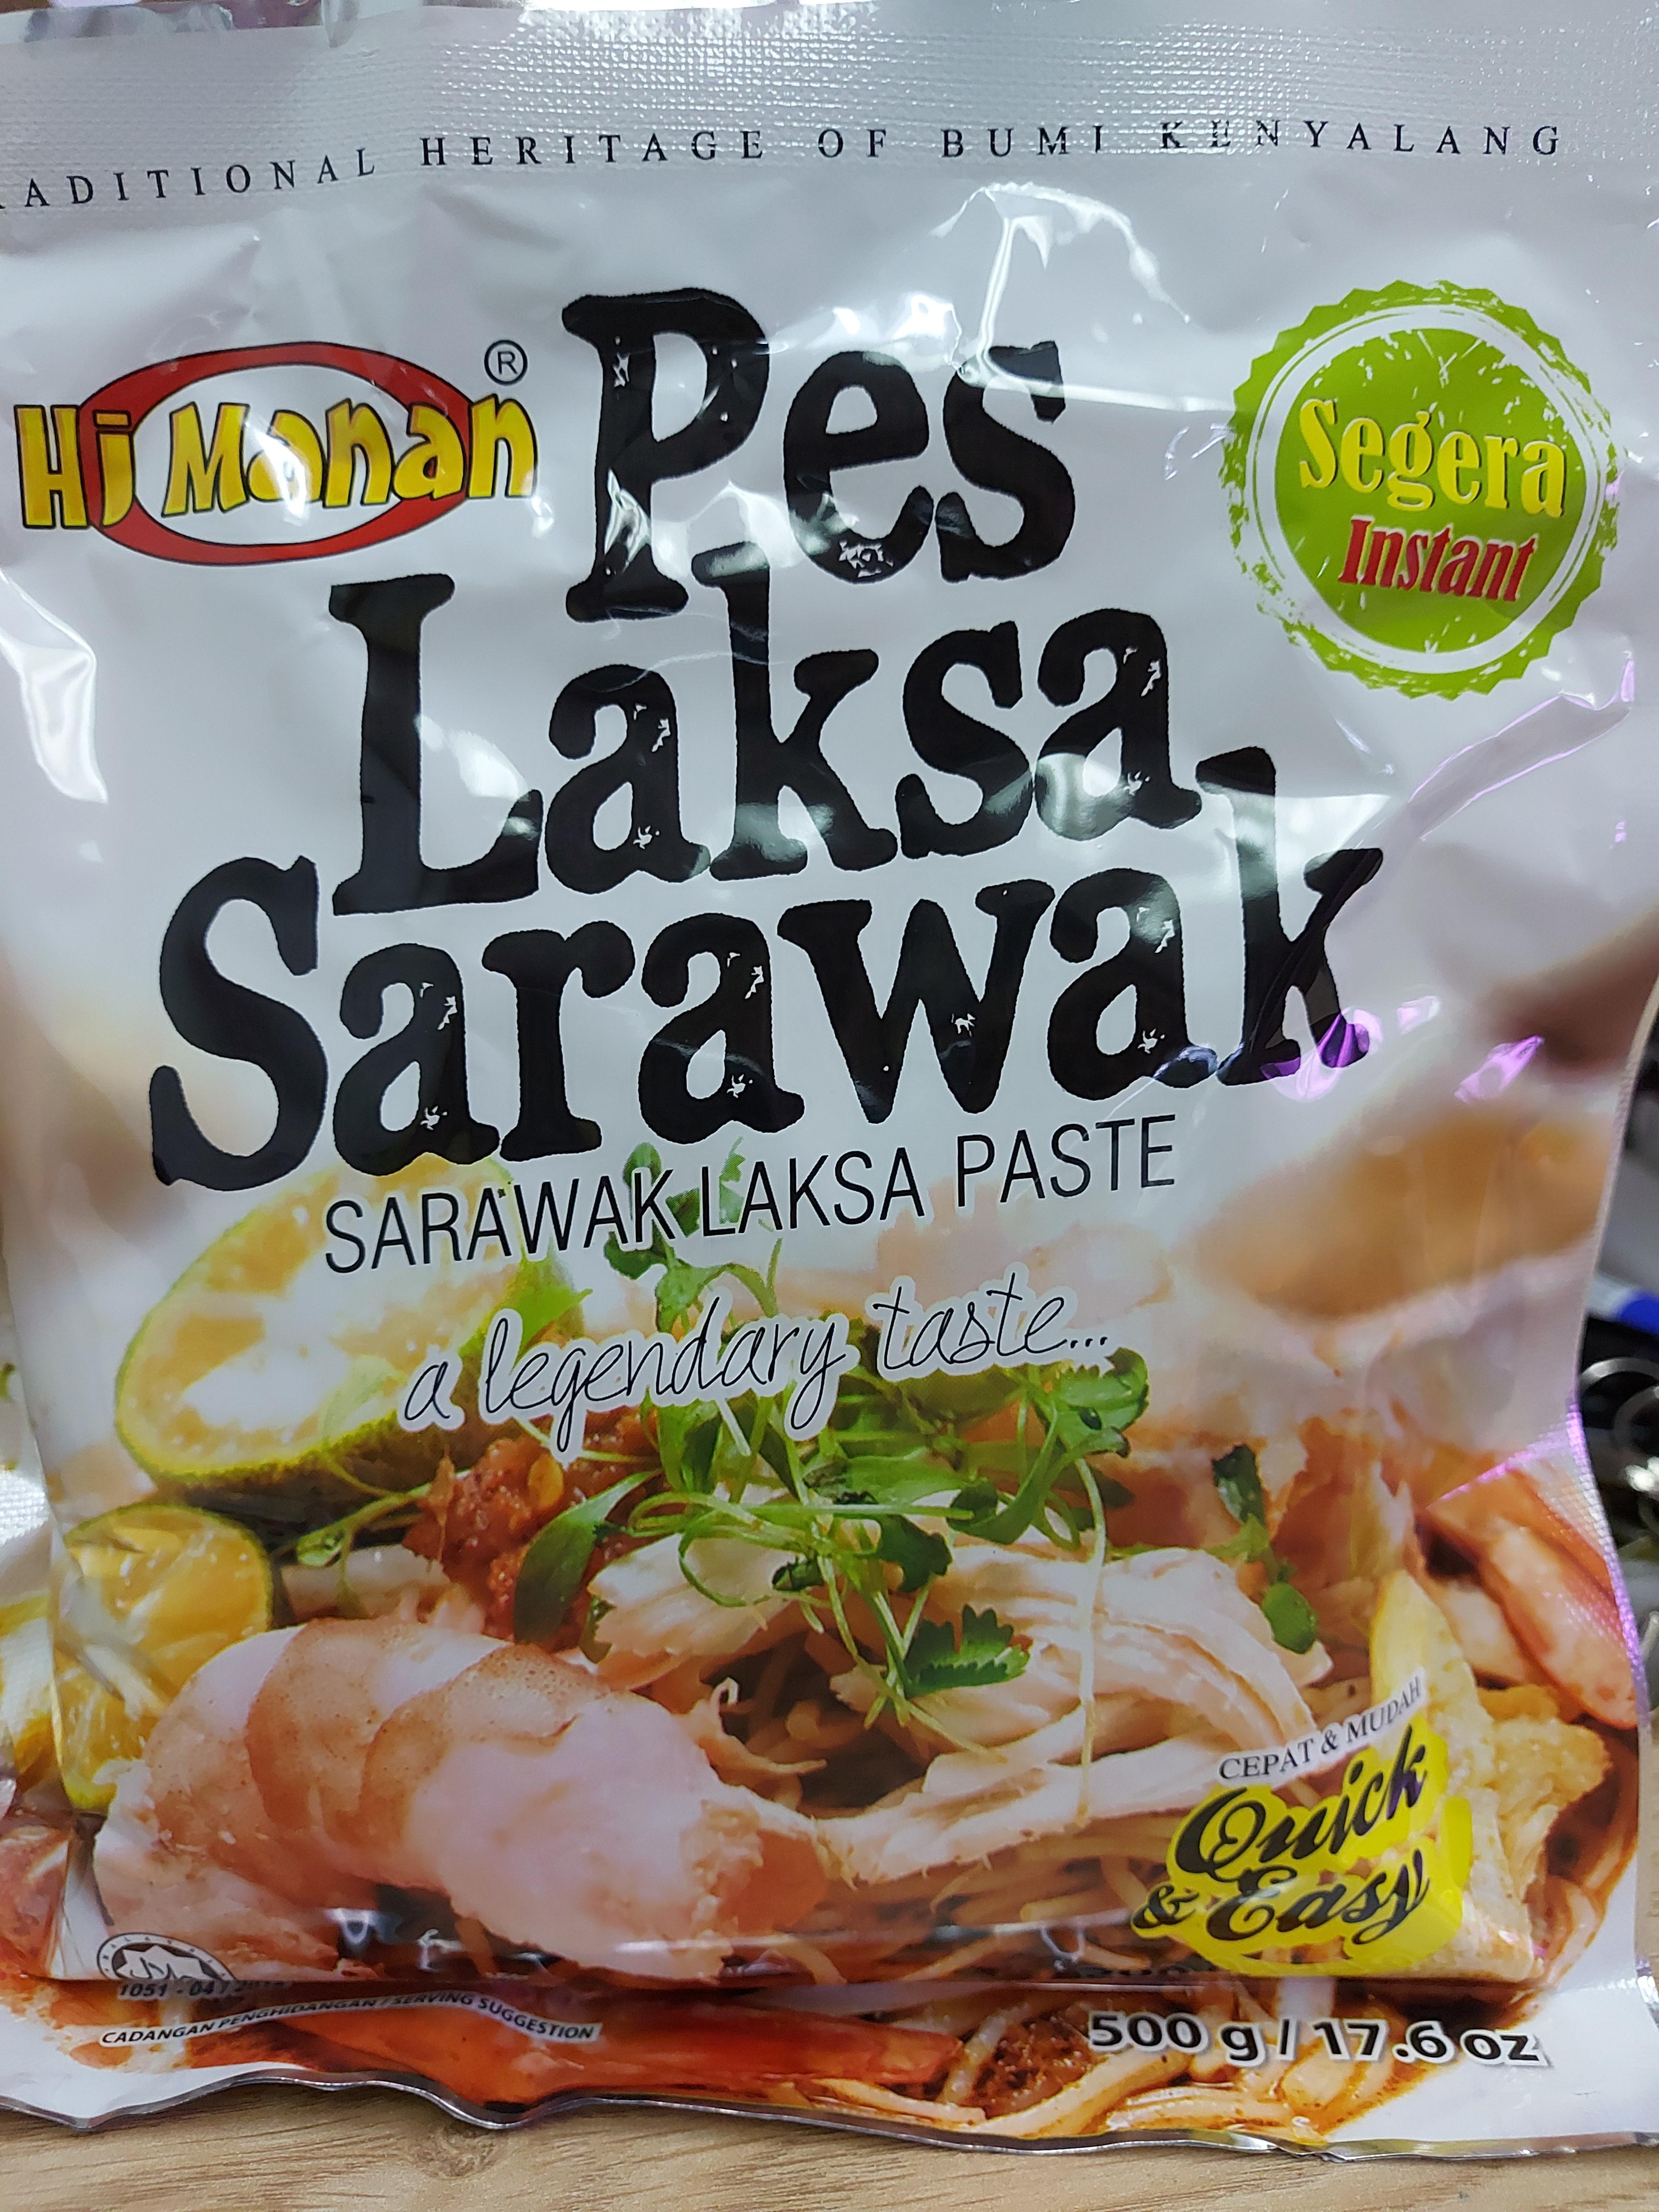 ADITIONAL HERITAGE OF BUMI KENYALANG
Hj Manan ®
Pes
Laksa
Sarawak
Segera
Instant
SARAWAK LAKSA PASTE
a legendary taste...
CEPAT & MUDAH
Quick
& Easy
CADANGAN PENGHIDANGAN / SERVING SUGGESTION
500 g / 17.6 oz